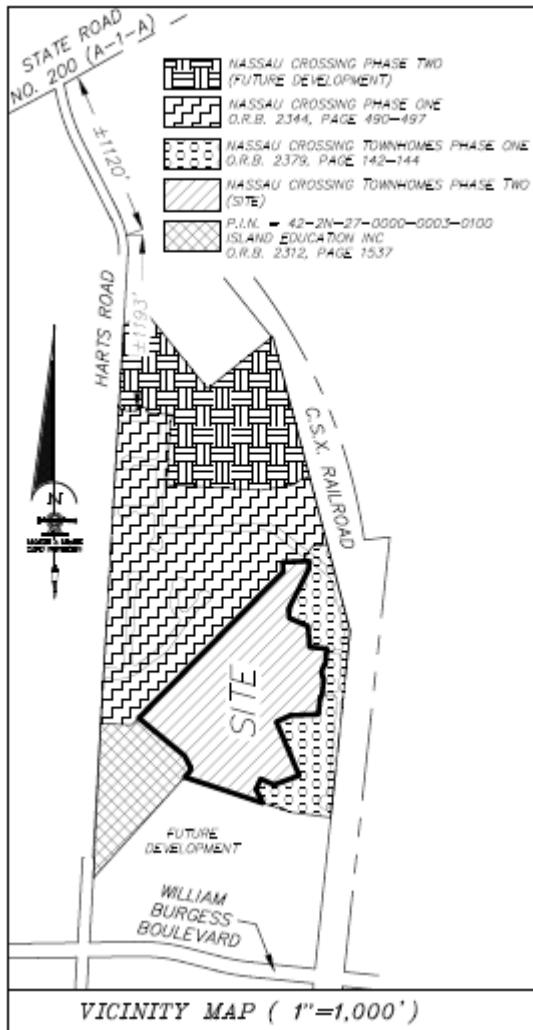 STATE ROAD
NO. 200 (A-1-A)
±1120'
NASSAU CROSSING PHASE TWO
(FUTURE DEVELOPMENT)
NASSAU CROSSING PHASE ONE
O.R.B. 2344, PAGE 490-497
NASSAU CROSSING TOWNHOMES PHASE ONE
O.R.B. 2379, PAGE 142-144
NASSAU CROSSING TOWNHOMES PHASE TWO
(SITE)
P.I.N. = 42-2N-27-0000-0003-0100
ISLAND EDUCATION INC
O.R.B. 2312, PAGE 1537
HARTS ROAD
±1193'
C.S.X. RAILROAD
N
SITE
FUTURE
DEVELOPMENT
WILLIAM
BURGESS
BOULEVARD
VICINITY MAP ( 1"=1,000')